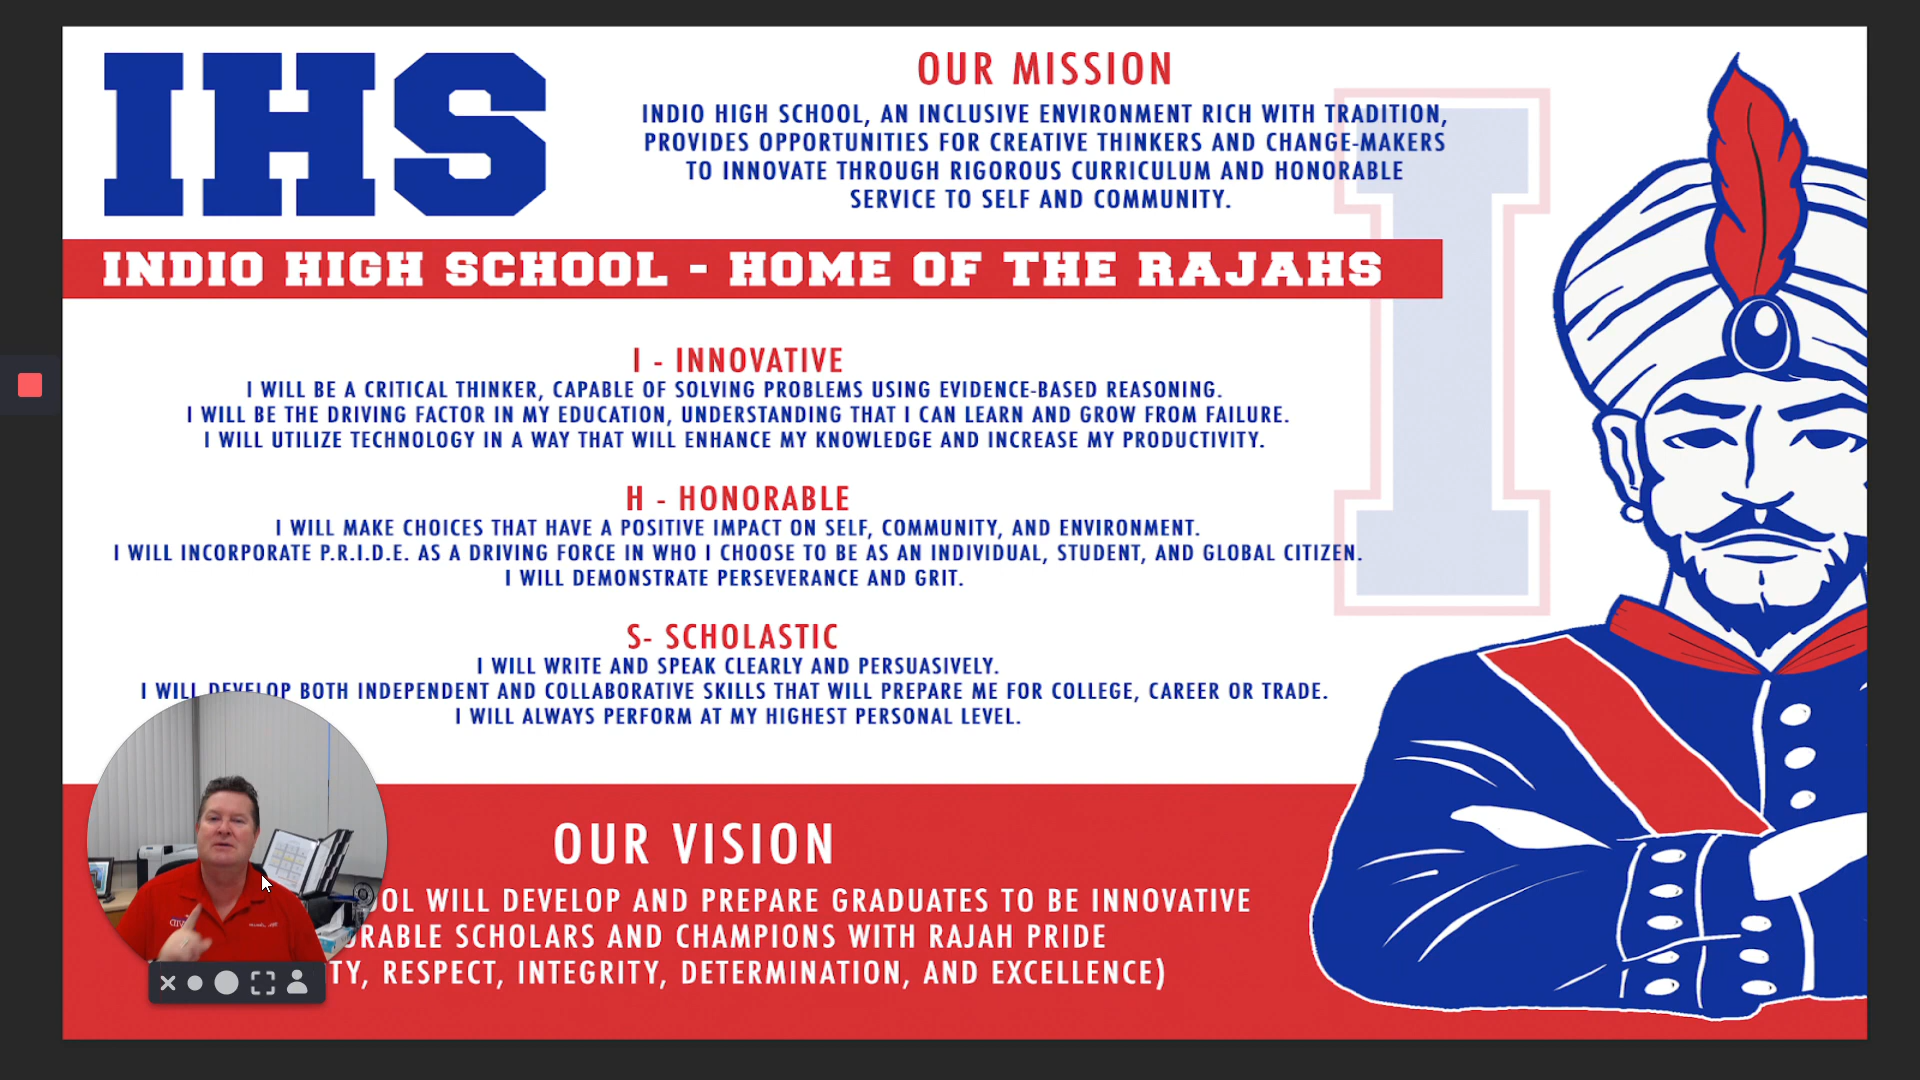 IHS
OUR MISSION
INDIO HIGH SCHOOL, AN INCLUSIVE ENVIRONMENT RICH WITH TRADITION,
PROVIDES OPPORTUNITIES FOR CREATIVE THINKERS AND CHANGE-MAKERS
TO INNOVATE THROUGH RIGOROUS CURRICULUM AND HONORABLE
SERVICE TO SELF AND COMMUNITY.
I
INDIO HIGH SCHOOL - HOME OF THE RAJAHS
I - INNOVATIVE
I WILL BE A CRITICAL THINKER, CAPABLE OF SOLVING PROBLEMS USING EVIDENCE-BASED REASONING.
I WILL BE THE DRIVING FACTOR IN MY EDUCATION, UNDERSTANDING THAT I CAN LEARN AND GROW FROM FAILURE.
I WILL UTILIZE TECHNOLOGY IN A WAY THAT WILL ENHANCE MY KNOWLEDGE AND INCREASE MY PRODUCTIVITY.
H - HONORABLE
I WILL MAKE CHOICES THAT HAVE A POSITIVE IMPACT ON SELF, COMMUNITY, AND ENVIRONMENT.
I WILL INCORPORATE P.R.I.D.E. AS A DRIVING FORCE IN WHO I CHOOSE TO BE AS AN INDIVIDUAL, STUDENT, AND GLOBAL CITIZEN.
I WILL DEMONSTRATE PERSEVERANCE AND GRIT.
S- SCHOLASTIC
I WILL WRITE AND SPEAK CLEARLY AND PERSUASIVELY.
I WILL DEVELOP BOTH INDEPENDENT AND COLLABORATIVE SKILLS THAT WILL PREPARE ME FOR COLLEGE, CAREER OR TRADE.
I WILL ALWAYS PERFORM AT MY HIGHEST PERSONAL LEVEL.
OUR VISION
OL WILL DEVELOP AND PREPARE GRADUATES TO BE INNOVATIVE
ORABLE SCHOLARS AND CHAMPIONS WITH RAJAH PRIDE
TY, RESPECT, INTEGRITY, DETERMINATION, AND EXCELLENCE)